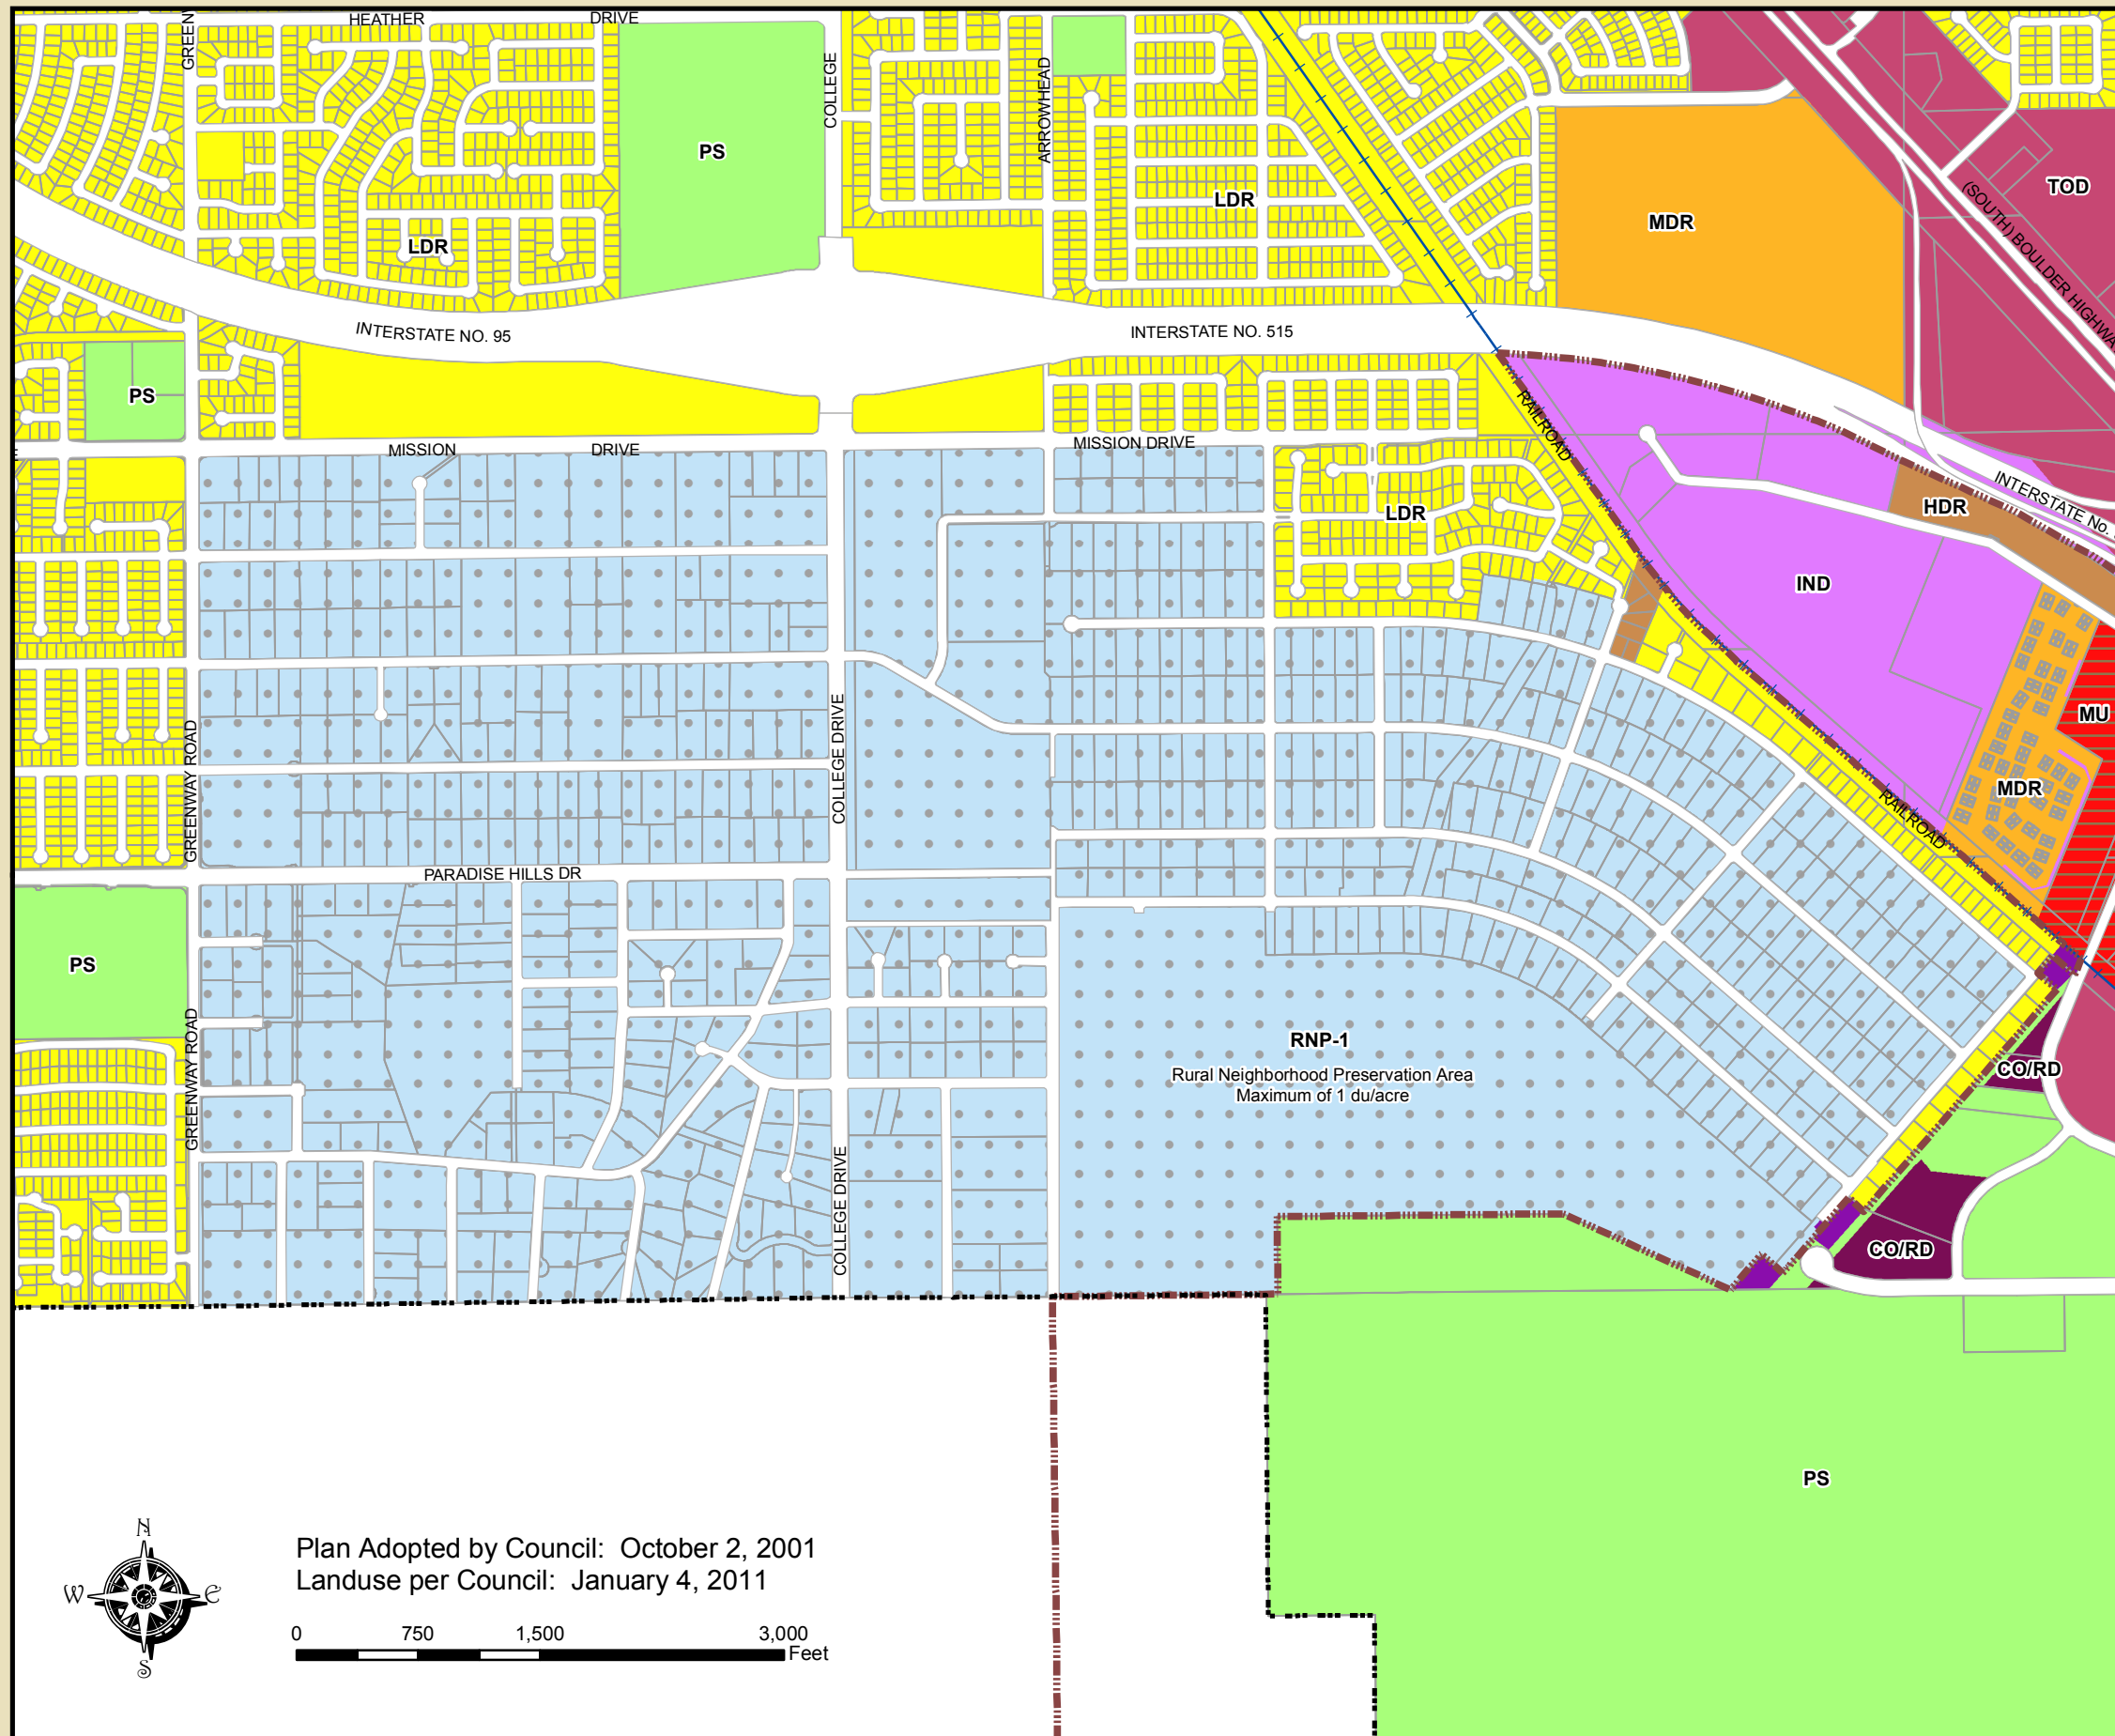 HEATHER DRIVE
GREENW
COLLEGE
ARROWHEAD
PS
LDR
LDR
MDR
TOD
(SOUTH) BOULDER HIGHWA
INTERSTATE NO. 95
INTERSTATE NO. 515
PS
MISSION DRIVE
MISSION DRIVE
RAILROAD
LDR
INTERSTATE No.
HDR
IND
MU
MDR
RAILROAD
GREENWAY ROAD
COLLEGE DRIVE
PARADISE HILLS DR
PS
GREENWAY ROAD
COLLEGE DRIVE
RNP-1
Rural Neighborhood Preservation Area
Maximum of 1 du/acre
CO/RD
CO/RD
PS
N
W E
S
Plan Adopted by Council: October 2, 2001
Landuse per Council: January 4, 2011
0 750 1,500 3,000
Feet